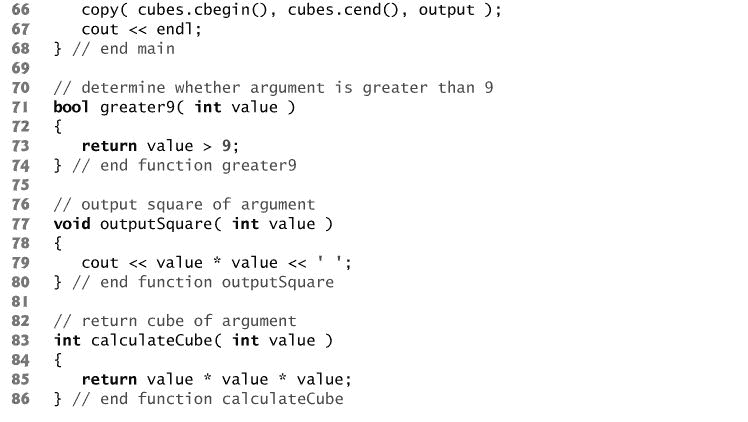 66 copy( cubes.cbegin(), cubes.cend(), output );
67 cout << endl;
68 } // end main
69
70 // determine whether argument is greater than 9
71 bool greater9( int value )
72 {
73 return value > 9;
74 } // end function greater9
75
76 // output square of argument
77 void outputSquare( int value )
78 {
79 cout << value * value << ' ';
80 } // end function outputSquare
81
82 // return cube of argument
83 int calculateCube( int value )
84 {
85 return value * value * value;
86 } // end function calculateCube